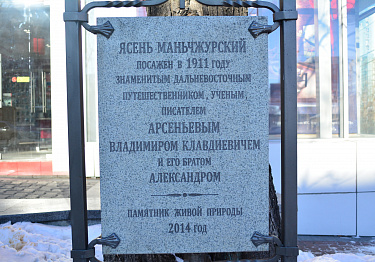 ЯСЕНЬ МАНЬЧЖУРСКИЙ
ПОСАЖЕН В 1911 ГОДУ
ЗНАМЕНИТЫМ ДАЛЬНЕВОСТОЧНЫМ
ПУТЕШЕСТВЕННИКОМ, УЧЕНЫМ,
ПИСАТЕЛЕМ
АРСЕНЬЕВЫМ
ВЛАДИМИРОМ КЛАВДИЕВИЧЕМ
И ЕГО БРАТОМ
АЛЕКСАНДРОМ
ПАМЯТНИК ЖИВОЙ ПРИРОДЫ
2014 ГОД